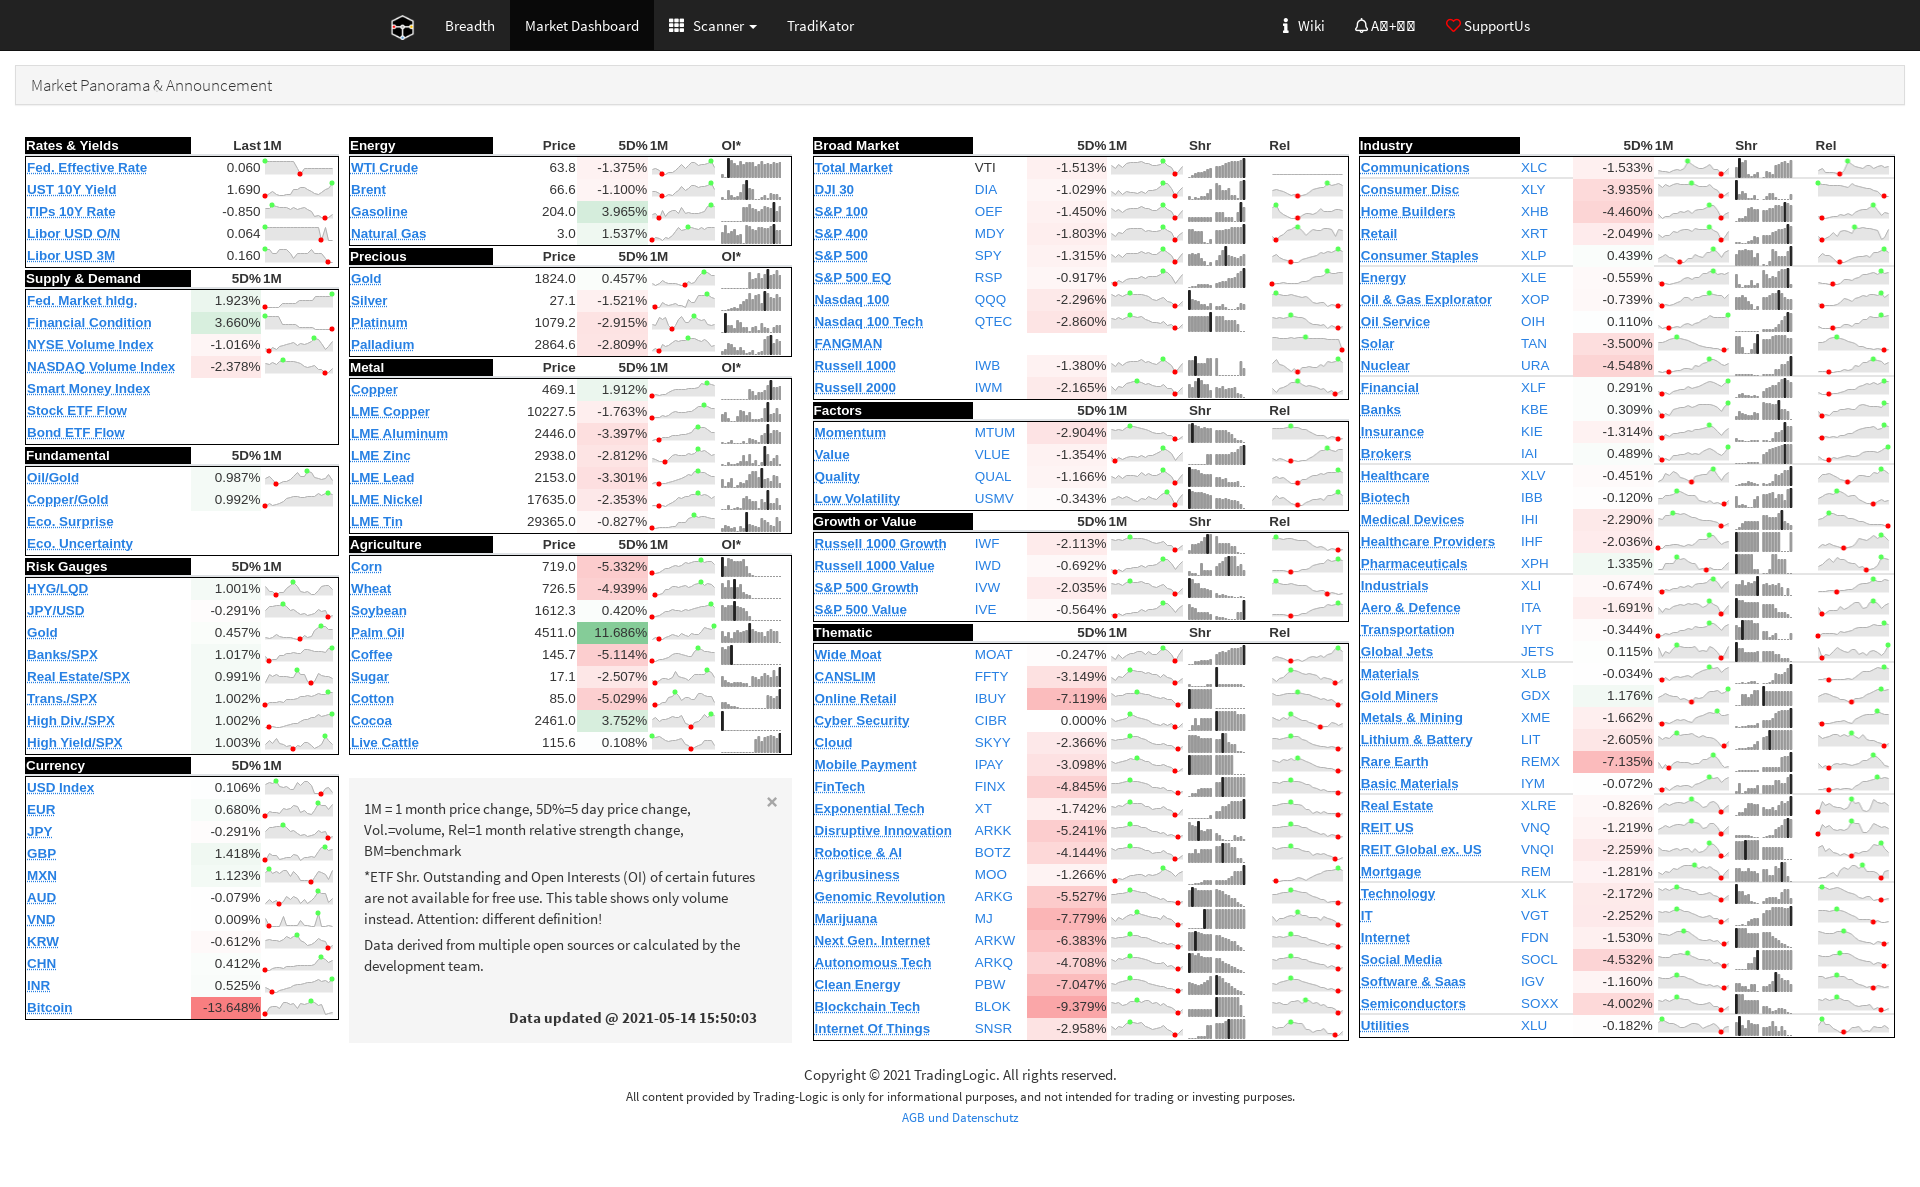 Breadth
Market Dashboard
Scanner
TradiKator
Wiki
SupportUs
Market Panorama & Announcement
Rates & Yields Last 1M
Fed. Effective Rate 0.060
UST 10Y Yield 1.690
TIPs 10Y Rate -0.850
Libor USD O/N 0.064
Libor USD 3M 0.160
Supply & Demand 5D% 1M
Fed. Market hldg. 1.923%
Financial Condition 3.660%
NYSE Volume Index -1.016%
NASDAQ Volume Index -2.378%
Smart Money Index
Stock ETF Flow
Bond ETF Flow
Fundamental 5D% 1M
Oil/Gold 0.987%
Copper/Gold 0.992%
Eco. Surprise
Eco. Uncertainty
Risk Gauges 5D% 1M
HYG/LQD 1.001%
JPY/USD -0.291%
Gold 0.457%
Banks/SPX 1.017%
Real Estate/SPX 0.991%
Trans./SPX 1.002%
High Div./SPX 1.002%
High Yield/SPX 1.003%
Currency 5D% 1M
USD Index 0.106%
EUR 0.680%
JPY -0.291%
GBP 1.418%
MXN 1.123%
AUD -0.079%
VND 0.009%
KRW -0.612%
CHN 0.412%
INR 0.525%
Bitcoin -13.648%
Energy Price 5D% 1M OI*
WTI Crude 63.8 -1.375%
Brent 66.6 -1.100%
Gasoline 204.0 3.965%
Natural Gas 3.0 1.537%
Precious Price 5D% 1M OI*
Gold 1824.0 0.457%
Silver 27.1 -1.521%
Platinum 1079.2 -2.915%
Palladium 2864.6 -2.809%
Metal Price 5D% 1M OI*
Copper 469.1 1.912%
LME Copper 10227.5 -1.763%
LME Aluminum 2446.0 -3.397%
LME Zinc 2938.0 -2.812%
LME Lead 2153.0 -3.301%
LME Nickel 17635.0 -2.353%
LME Tin 29365.0 -0.827%
Agriculture Price 5D% 1M OI*
Corn 719.0 -5.332%
Wheat 726.5 -4.939%
Soybean 1612.3 0.420%
Palm Oil 4511.0 11.686%
Coffee 145.7 -5.114%
Sugar 17.1 -2.507%
Cotton 85.0 -5.029%
Cocoa 2461.0 3.752%
Live Cattle 115.6 0.108%
×
1M = 1 month price change, 5D%=5 day price change,
Vol.=volume, Rel=1 month relative strength change,
BM=benchmark
*ETF Shr. Outstanding and Open Interests (OI) of certain futures
are not available for free use. This table shows only volume
instead. Attention: different definition!
Data derived from multiple open sources or calculated by the
development team.
Data updated @ 2021-05-14 15:50:03
Broad Market 5D% 1M Shr Rel
Total Market VTI -1.513%
DJI 30 DIA -1.029%
S&P 100 OEF -1.450%
S&P 400 MDY -1.803%
S&P 500 SPY -1.315%
S&P 500 EQ RSP -0.917%
Nasdaq 100 QQQ -2.296%
Nasdaq 100 Tech QTEC -2.860%
FANGMAN
Russell 1000 IWB -1.380%
Russell 2000 IWM -2.165%
Factors 5D% 1M Shr Rel
Momentum MTUM -2.904%
Value VLUE -1.354%
Quality QUAL -1.166%
Low Volatility USMV -0.343%
Growth or Value 5D% 1M Shr Rel
Russell 1000 Growth IWF -2.113%
Russell 1000 Value IWD -0.692%
S&P 500 Growth IVW -2.035%
S&P 500 Value IVE -0.564%
Thematic 5D% 1M Shr Rel
Wide Moat MOAT -0.247%
CANSLIM FFTY -3.149%
Online Retail IBUY -7.119%
Cyber Security CIBR 0.000%
Cloud SKYY -2.366%
Mobile Payment IPAY -3.098%
FinTech FINX -4.845%
Exponential Tech XT -1.742%
Disruptive Innovation ARKK -5.241%
Robotice & AI BOTZ -4.144%
Agribusiness MOO -1.266%
Genomic Revolution ARKG -5.527%
Marijuana MJ -7.779%
Next Gen. Internet ARKW -6.383%
Autonomous Tech ARKQ -4.708%
Clean Energy PBW -7.047%
Blockchain Tech BLOK -9.379%
Internet Of Things SNSR -2.958%
Industry 5D% 1M Shr Rel
Communications XLC -1.533%
Consumer Disc XLY -3.935%
Home Builders XHB -4.460%
Retail XRT -2.049%
Consumer Staples XLP 0.439%
Energy XLE -0.559%
Oil & Gas Explorator XOP -0.739%
Oil Service OIH 0.110%
Solar TAN -3.500%
Nuclear URA -4.548%
Financial XLF 0.291%
Banks KBE 0.309%
Insurance KIE -1.314%
Brokers IAI 0.489%
Healthcare XLV -0.451%
Biotech IBB -0.120%
Medical Devices IHI -2.290%
Healthcare Providers IHF -2.036%
Pharmaceuticals XPH 1.335%
Industrials XLI -0.674%
Aero & Defence ITA -1.691%
Transportation IYT -0.344%
Global Jets JETS 0.115%
Materials XLB -0.034%
Gold Miners GDX 1.176%
Metals & Mining XME -1.662%
Lithium & Battery LIT -2.605%
Rare Earth REMX -7.135%
Basic Materials IYM -0.072%
Real Estate XLRE -0.826%
REIT US VNQ -1.219%
REIT Global ex. US VNQI -2.259%
Mortgage REM -1.281%
Technology XLK -2.172%
IT VGT -2.252%
Internet FDN -1.530%
Social Media SOCL -4.532%
Software & Saas IGV -1.160%
Semiconductors SOXX -4.002%
Utilities XLU -0.182%
Copyright © 2021 TradingLogic. All rights reserved.
All content provided by Trading-Logic is only for informational purposes, and not intended for trading or investing purposes.
AGB und Datenschutz